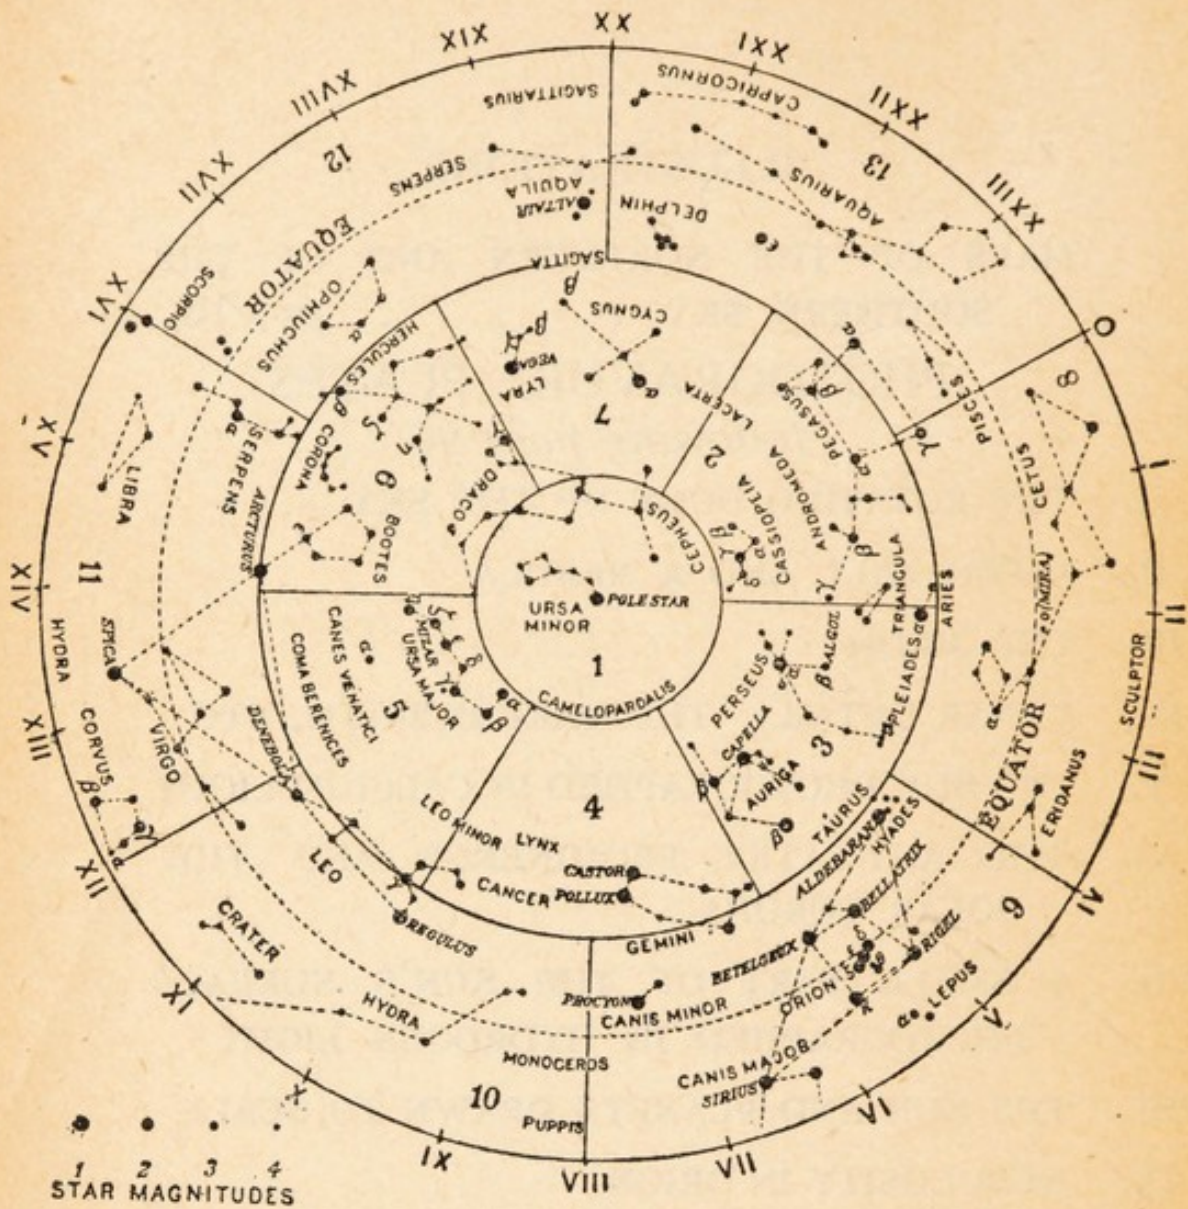 XX
XXI
XXII
XXIII
O
I
II
III
VI
V
VI
VII
VIII
IX
X
XI
XII
XIII
XIV
XV
XVI
XVII
XVIII
XIX
SAGITTARIUS
CAPRICORNUS
12
13
SERPENS
AQUILA
ALTAIR
AQUARIUS
DELPHIN
ε
EQUATOR
SCORPIO
OPHIUCHUS
α
SAGITTA
β
CYGNUS
HERCULES
β
LYRA
VEGA
7
α
LACERTA
α
β
PEGASUS
γ
PISCES
8
CETUS
α
2
ANDROMEDA
CASSIOPEIA
β
γ
α
δ
β
γ
TRIANGULA
ARIES
α
O (MIRA)
α
SCULPTOR
LIBRA
SERPENS
α
CORONA
β
ζ
η
6
DRACO
γ
BOOTES
ε
ARCTURUS
CEPHEUS
URSA
MINOR
POLE STAR
1
CAMELOPARDALIS
11
HYDRA
SPICA
VIRGO
CORVUS
β
γ
α
DENEBOLA
COMA BERENICES
CANES VENATICI
α
5
η
ζ
MIZAR
ε
δ
γ
URSA MAJOR
α
β
PERSEUS
α
β
ALGOL
PLEIADES
CAPELLA
β
AURIGA
3
β
TAURUS
4
LEO MINOR
LYNX
CASTOR
POLLUX
CANCER
LEO
γ
REGULUS
GEMINI
ALDEBARAN
HYADES
BELLATRIX
EQUATOR
ERIDANUS
9
BETELGEUX
δ
ε
ζ
RIGEL
ORION
κ
α
LEPUS
CRATER
HYDRA
PROCYON
CANIS MINOR
MONOCEROS
CANIS MAJOR
SIRIUS
10
PUPPIS
1 2 3 4
STAR MAGNITUDES